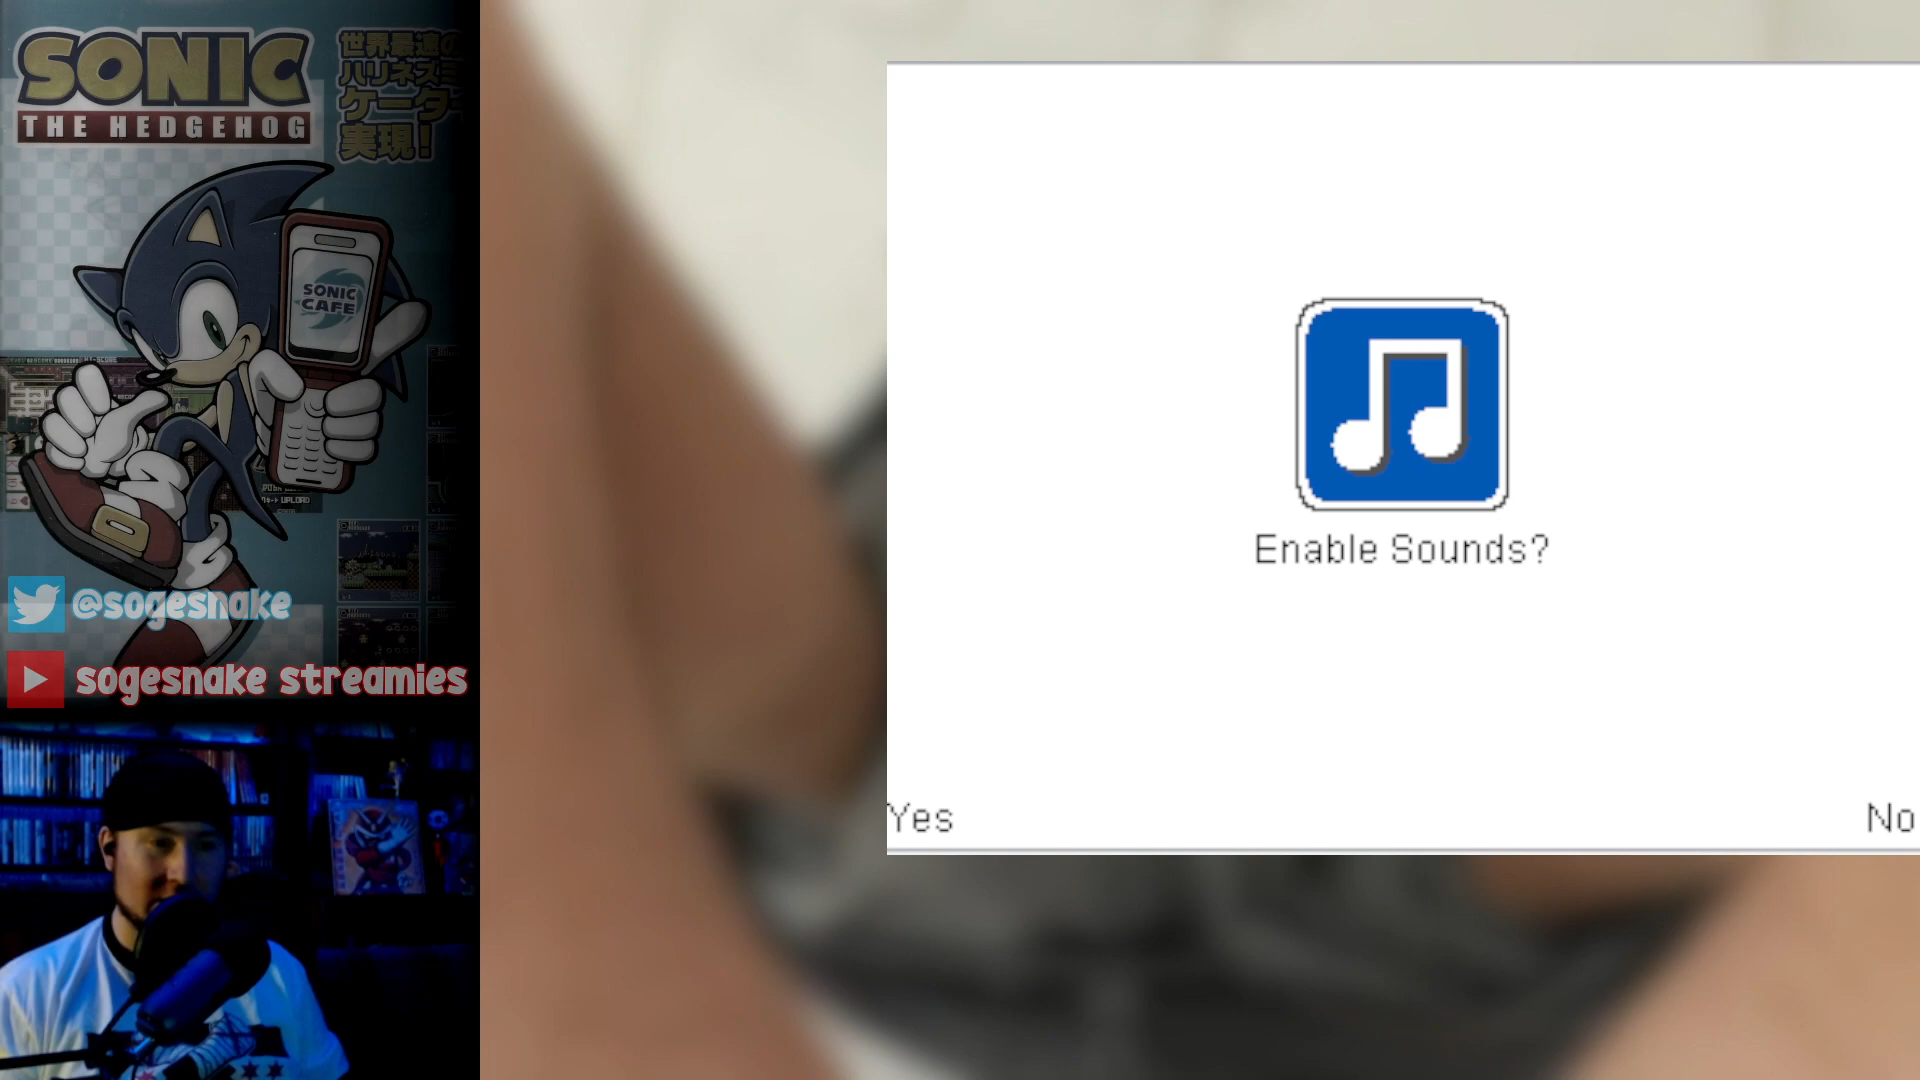 SONIC
THE HEDGEHOG
世界最速の
ハリネズミ
ケータ
実現！
SONIC
CAFE
UPLOAD
@sogesnake
sogesnake streamies
Enable Sounds?
Yes
No